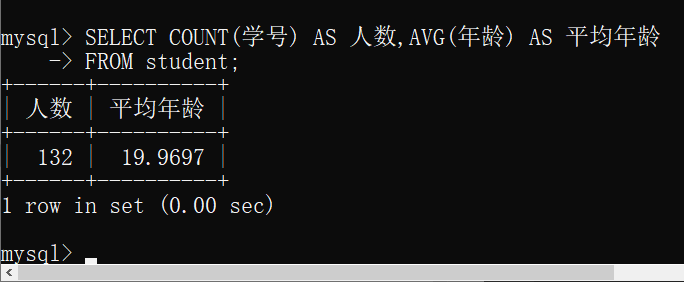 mysql> SELECT COUNT(学号) AS 人数,AVG(年龄) AS 平均年龄
    -> FROM student;
+------+----------+
| 人数 | 平均年龄 |
+------+----------+
|  132 |  19.9697 |
+------+----------+
1 row in set (0.00 sec)
mysql>